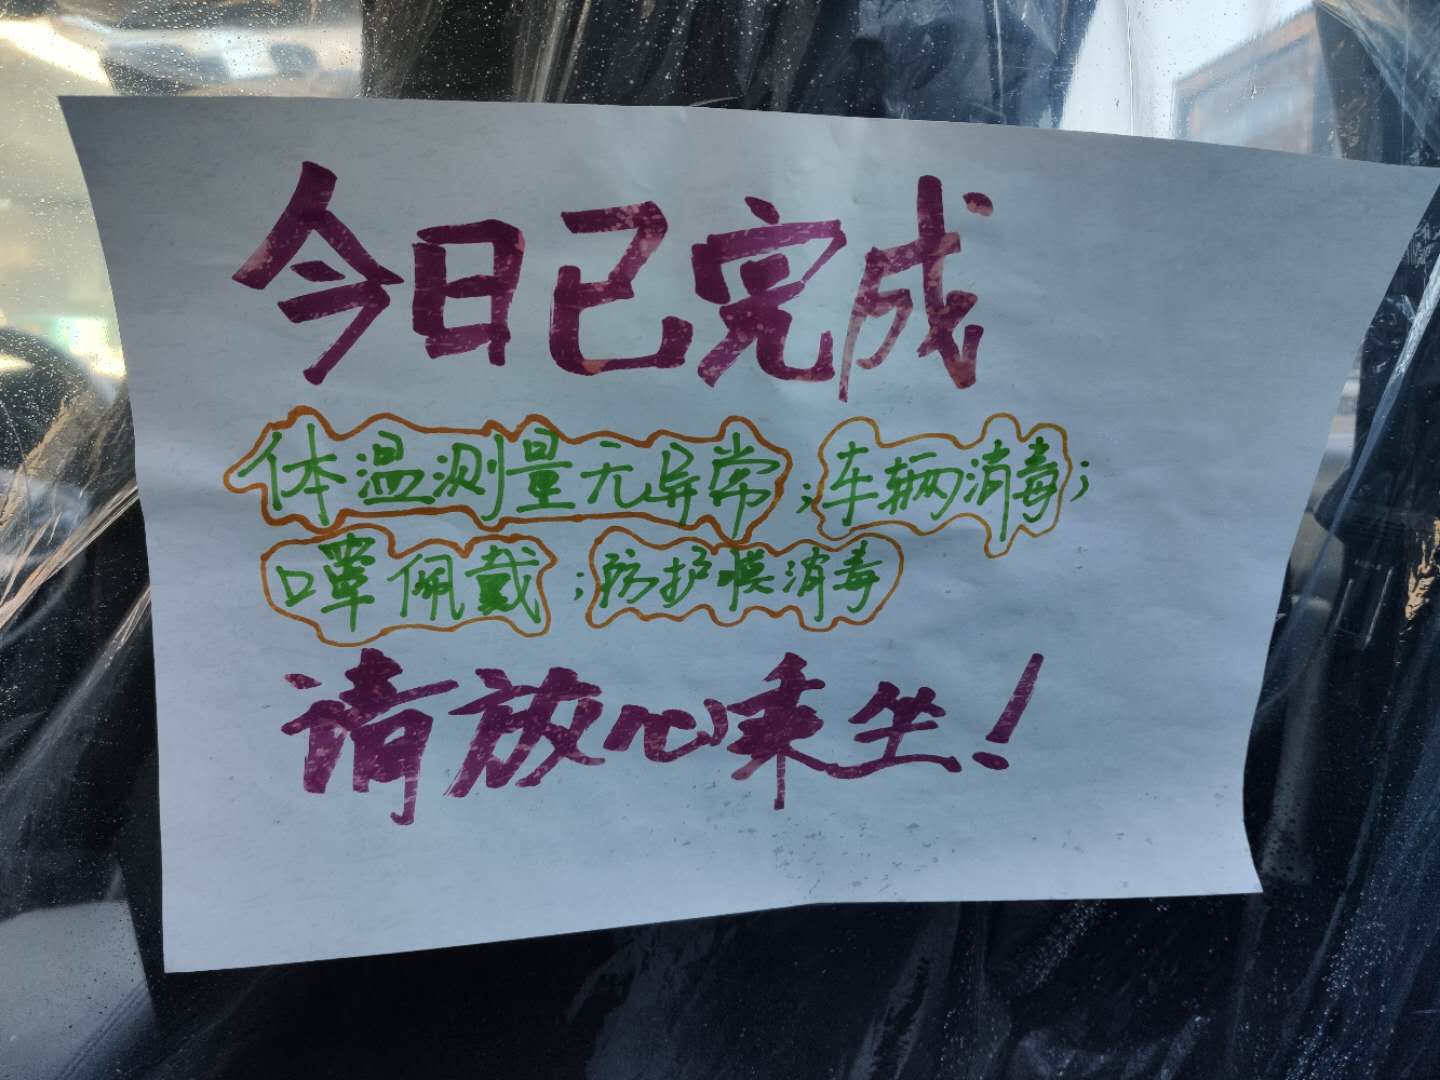 今日已完成
体温测量无异常;车辆消毒;
口罩佩戴;防护膜消毒
请放心乘坐!